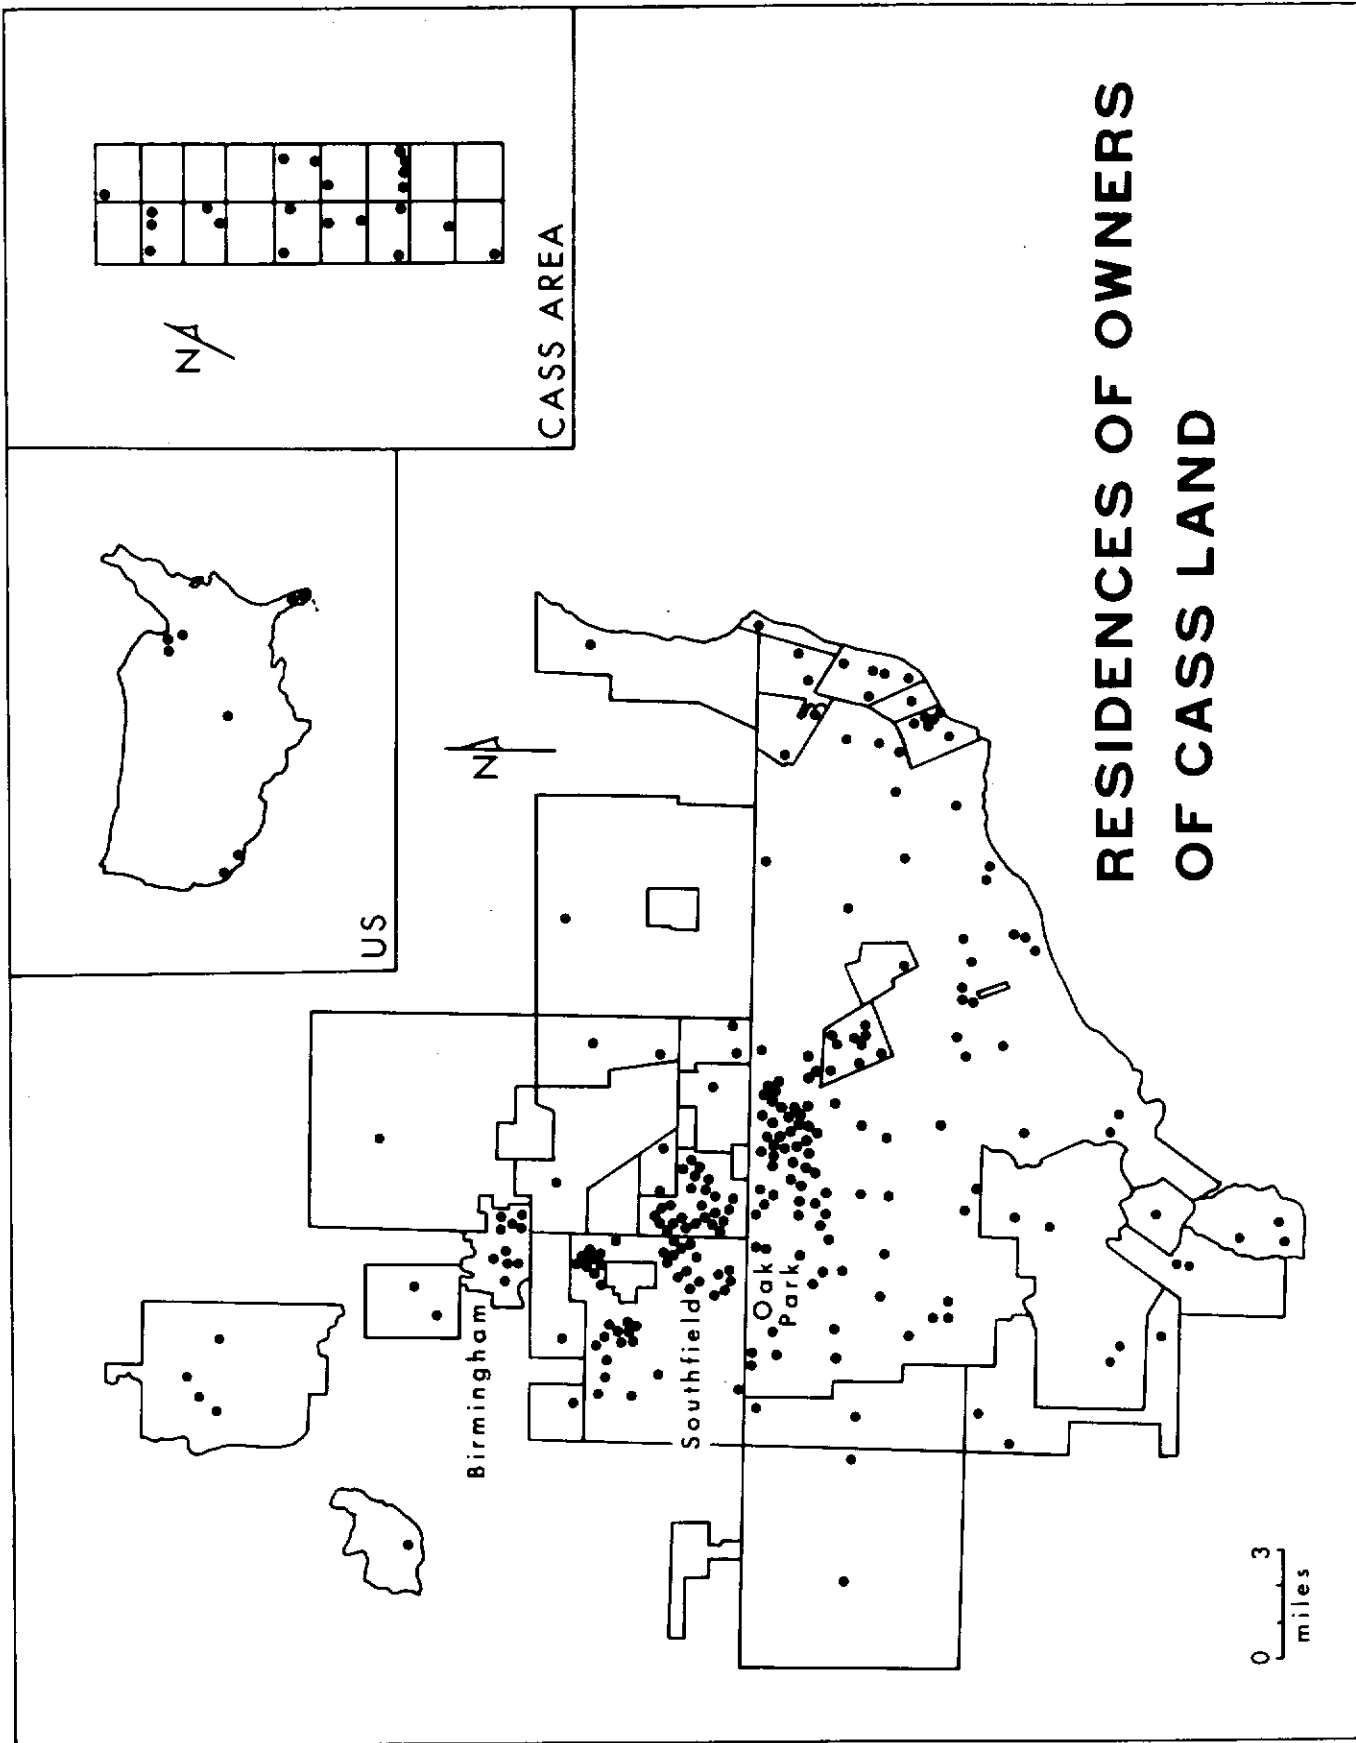 US
N
CASS AREA
N
Birmingham
Southfield
Oak
Park
RESIDENCES OF OWNERS
OF CASS LAND
0 3
miles